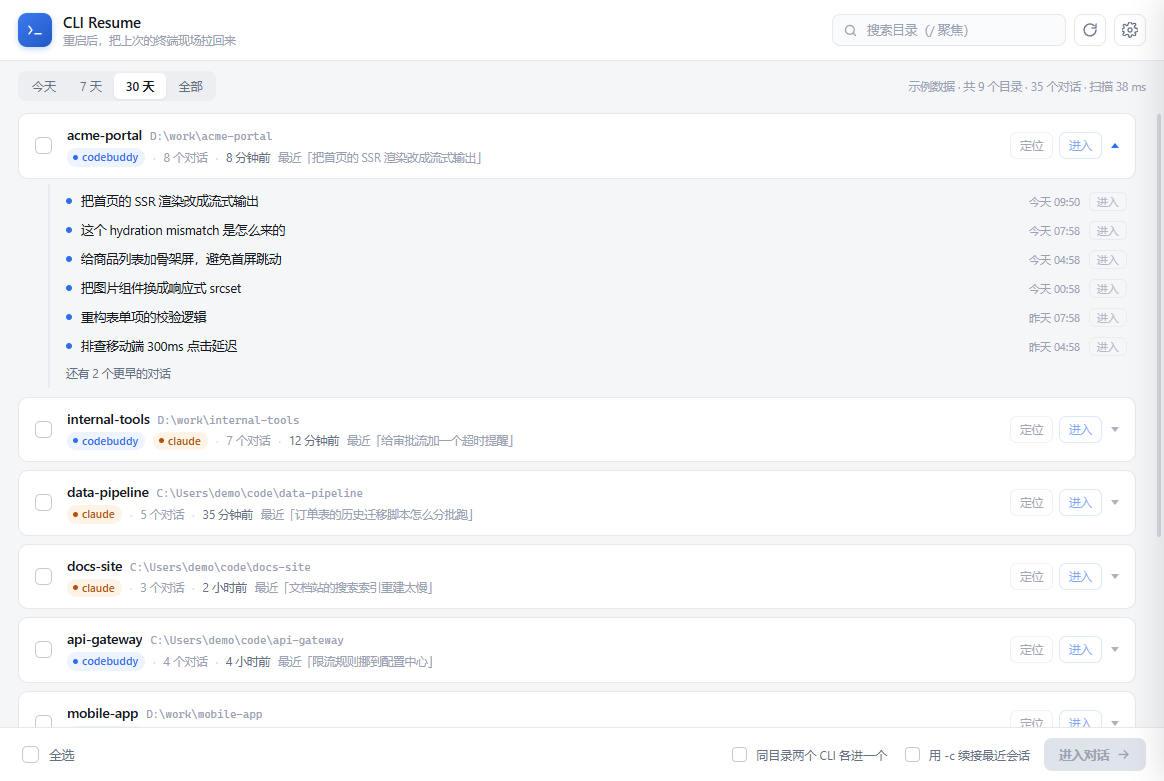 CLI Resume
重启后，把上次的终端现场拉回来
搜索目录（/ 聚焦）
今天 7 天 30 天 全部
示例数据 · 共 9 个目录 · 35 个对话 · 扫描 38 ms
acme-portal D:\work\acme-portal
codebuddy · 8 个对话 · 8 分钟前 最近「把首页的 SSR 渲染改成流式输出」
定位 进入
把首页的 SSR 渲染改成流式输出 今天 09:50 进入
这个 hydration mismatch 是怎么来的 今天 07:58 进入
给商品列表加骨架屏，避免首屏跳动 今天 04:58 进入
把图片组件换成响应式 srcset 今天 00:58 进入
重构表单项的校验逻辑 昨天 07:58 进入
排查移动端 300ms 点击延迟 昨天 04:58 进入
还有 2 个更早的对话
internal-tools D:\work\internal-tools
codebuddy claude · 7 个对话 · 12 分钟前 最近「给审批流加一个超时提醒」
定位 进入
data-pipeline C:\Users\demo\code\data-pipeline
claude · 5 个对话 · 35 分钟前 最近「订单表的历史迁移脚本怎么分批跑」
定位 进入
docs-site C:\Users\demo\code\docs-site
claude · 3 个对话 · 2 小时前 最近「文档站的搜索索引重建太慢」
定位 进入
api-gateway C:\Users\demo\code\api-gateway
codebuddy · 4 个对话 · 4 小时前 最近「限流规则挪到配置中心」
定位 进入
mobile-app D:\work\mobile-app
定位 进入
全选
同目录两个 CLI 各进一个 用 -c 续接最近会话 进入对话 →